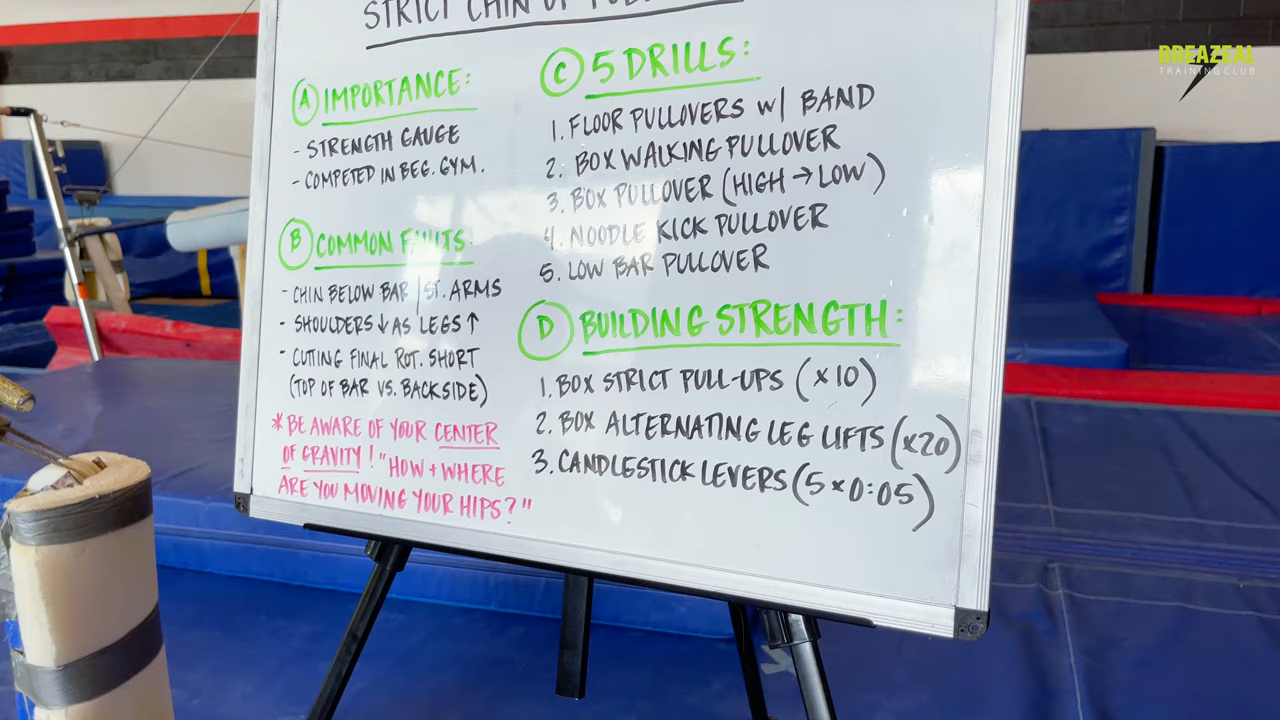 STRICT CHIN UP
A IMPORTANCE:
- STRENGTH GAUGE
- COMPETED IN BEG. GYM.
B COMMON FAULTS:
- CHIN BELOW BAR | ST. ARMS
- SHOULDERS ↓ AS LEGS ↑
- CUTTING FINAL ROT. SHORT
(TOP OF BAR VS. BACKSIDE)
* BE AWARE OF YOUR CENTER
OF GRAVITY! "HOW + WHERE
ARE YOU MOVING YOUR HIPS?"
C 5 DRILLS:
1. FLOOR PULLOVERS W/ BAND
2. BOX WALKING PULLOVER
3. BOX PULLOVER (HIGH → LOW)
4. NOODLE KICK PULLOVER
5. LOW BAR PULLOVER
D BUILDING STRENGTH:
1. BOX STRICT PULL-UPS (x10)
2. BOX ALTERNATING LEG LIFTS (x20)
3. CANDLESTICK LEVERS (5 x 0:05)
BREAZEAL
TRAINING CLUB